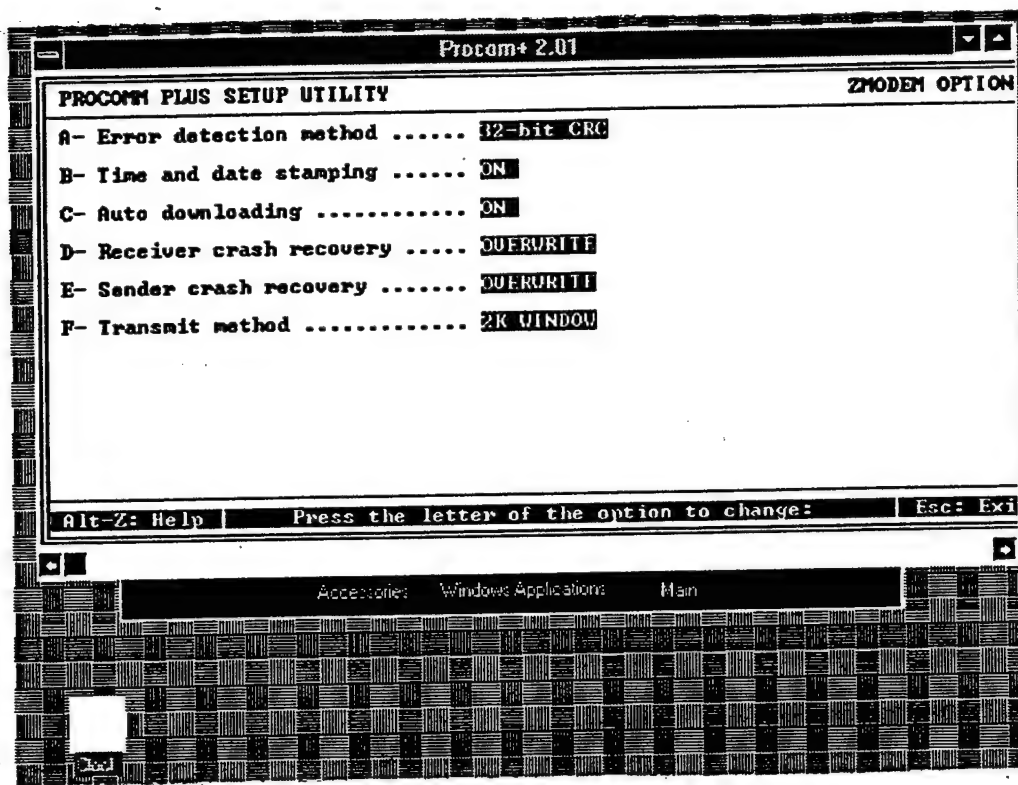 Procom+ 2.01
PROCOMM PLUS SETUP UTILITY ZMODEM OPTION
A- Error detection method ...... 32-bit CRC
B- Time and date stamping ...... ON
C- Auto downloading ............ ON
D- Receiver crash recovery ..... OVERWRITE
E- Sender crash recovery ....... OVERWRITE
F- Transmit method ............. 2K WINDOW
Alt-Z: Help Press the letter of the option to change: Esc: Exi
Accessories Windows Applications Main
Clock